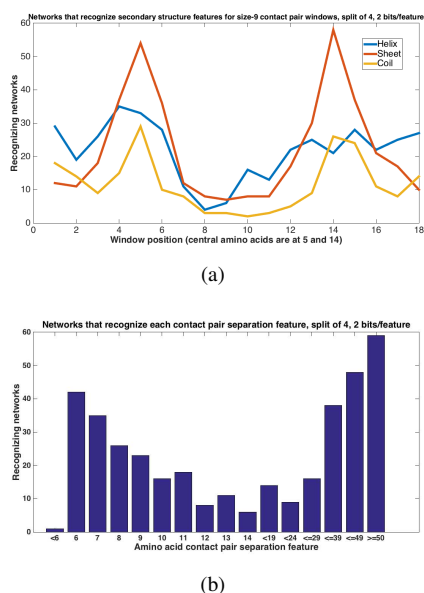 Networks that recognize secondary structure features for size-9 contact pair windows, split of 4, 2 bits/feature
60
50
40
30
20
10
0
Recognizing networks
Helix
Sheet
Coil
0 2 4 6 8 10 12 14 16 18
Window position (central amino acids are at 5 and 14)
(a)
Networks that recognize each contact pair separation feature, split of 4, 2 bits/feature
60
50
40
30
20
10
0
Recognizing networks
<6 6 7 8 9 10 11 12 13 14 <19 <24 <=29 <=39 <=49 >=50
Amino acid contact pair separation feature
(b)